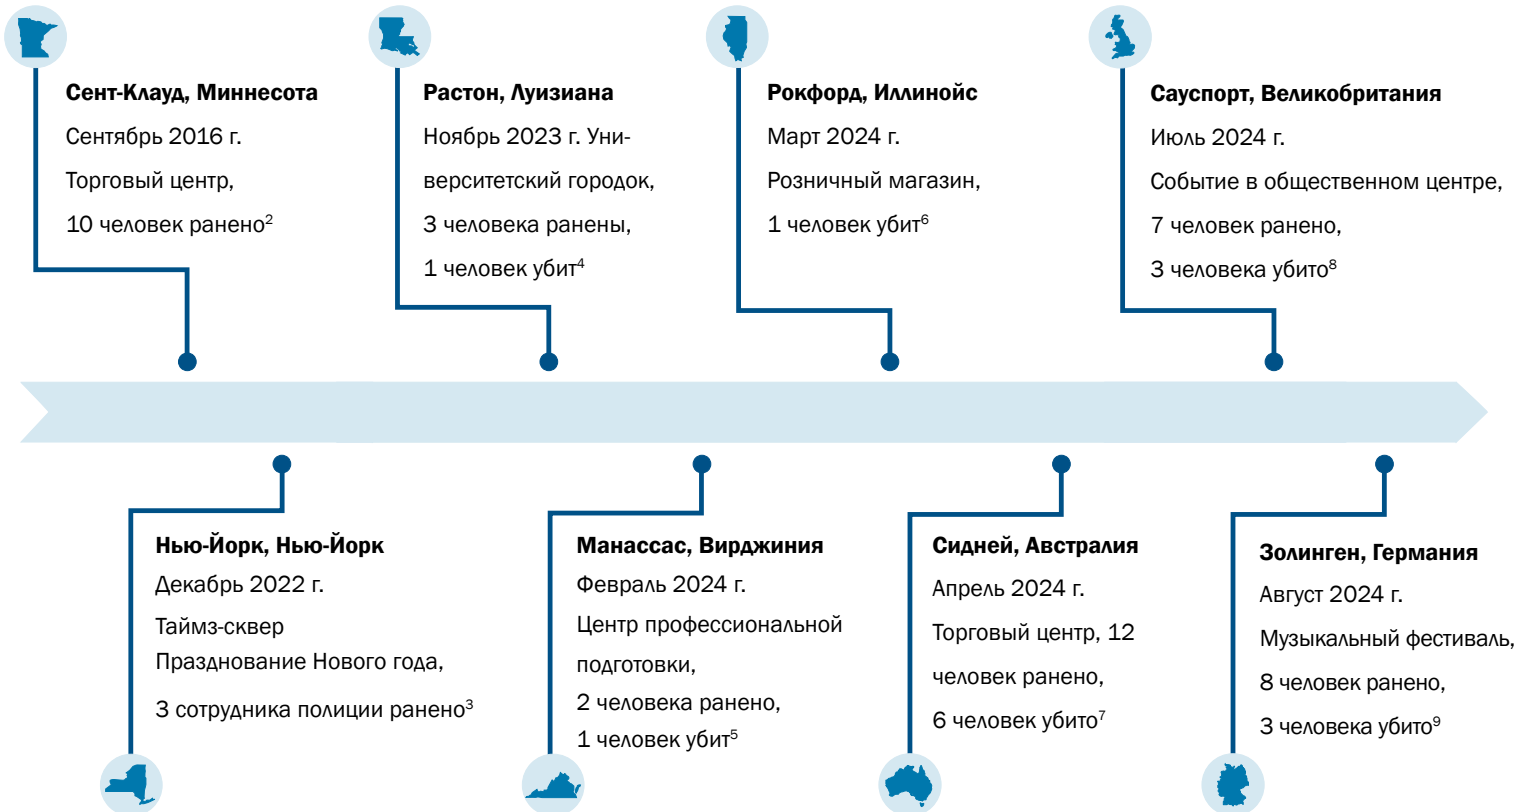 Сент-Клауд, Миннесота
Сентябрь 2016 г.
Торговый центр,
10 человек ранено²
Растон, Луизиана
Ноябрь 2023 г. Уни-
верситетский городок,
3 человека ранены,
1 человек убит⁴
Рокфорд, Иллинойс
Март 2024 г.
Розничный магазин,
1 человек убит⁶
Сауспорт, Великобритания
Июль 2024 г.
Событие в общественном центре,
7 человек ранено,
3 человека убито⁸
Нью-Йорк, Нью-Йорк
Декабрь 2022 г.
Таймз-сквер
Празднование Нового года,
3 сотрудника полиции ранено³
Манассас, Вирджиния
Февраль 2024 г.
Центр профессиональной
подготовки,
2 человека ранено,
1 человек убит⁵
Сидней, Австралия
Апрель 2024 г.
Торговый центр, 12
человек ранено,
6 человек убито⁷
Золинген, Германия
Август 2024 г.
Музыкальный фестиваль,
8 человек ранено,
3 человека убито⁹